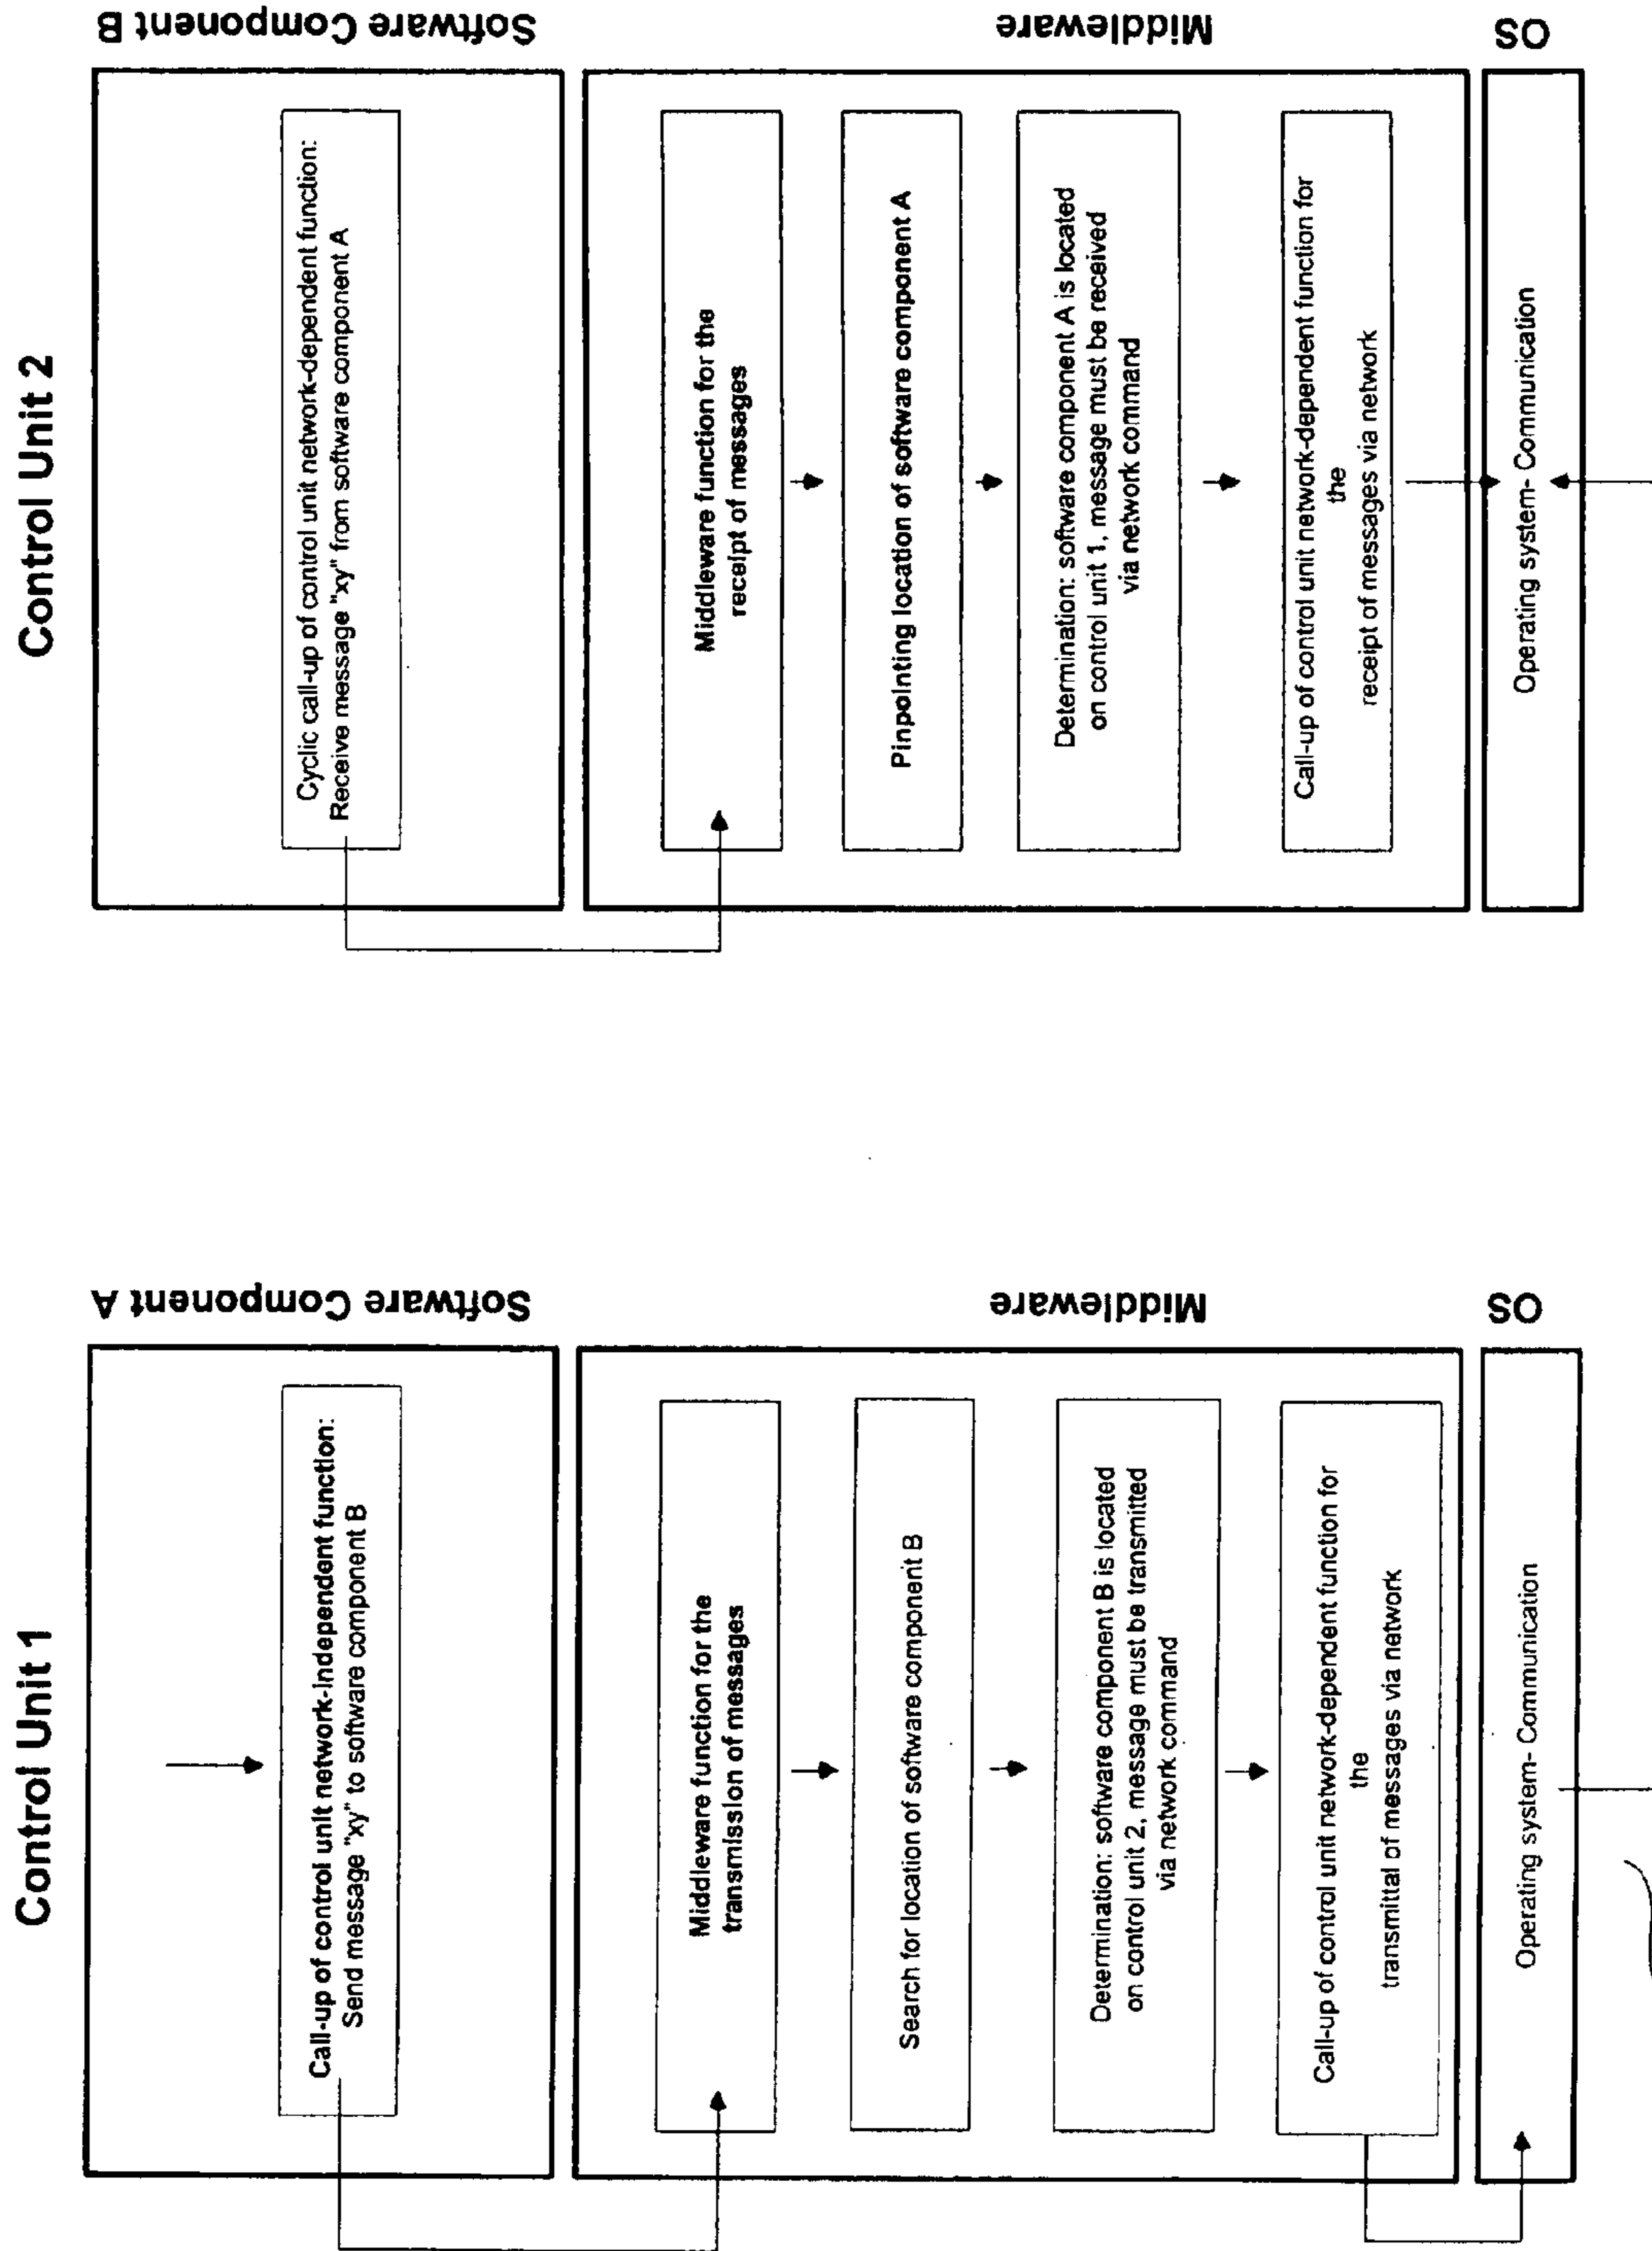 Control Unit 1
Software Component A
Call-up of control unit network-independent function:
Send message "xy" to software component B
Middleware
Middleware function for the
transmission of messages
Search for location of software component B
Determination: software component B is located
on control unit 2, message must be transmitted
via network command
Call-up of control unit network-dependent function for
the
transmittal of messages via network
OS
Operating system- Communication
Control Unit 2
Software Component B
Cyclic call-up of control unit network-dependent function:
Receive message "xy" from software component A
Middleware
Middleware function for the
receipt of messages
Pinpointing location of software component A
Determination: software component A is located
on control unit 1, message must be received
via network command
Call-up of control unit network-dependent function for
the
receipt of messages via network
OS
Operating system- Communication